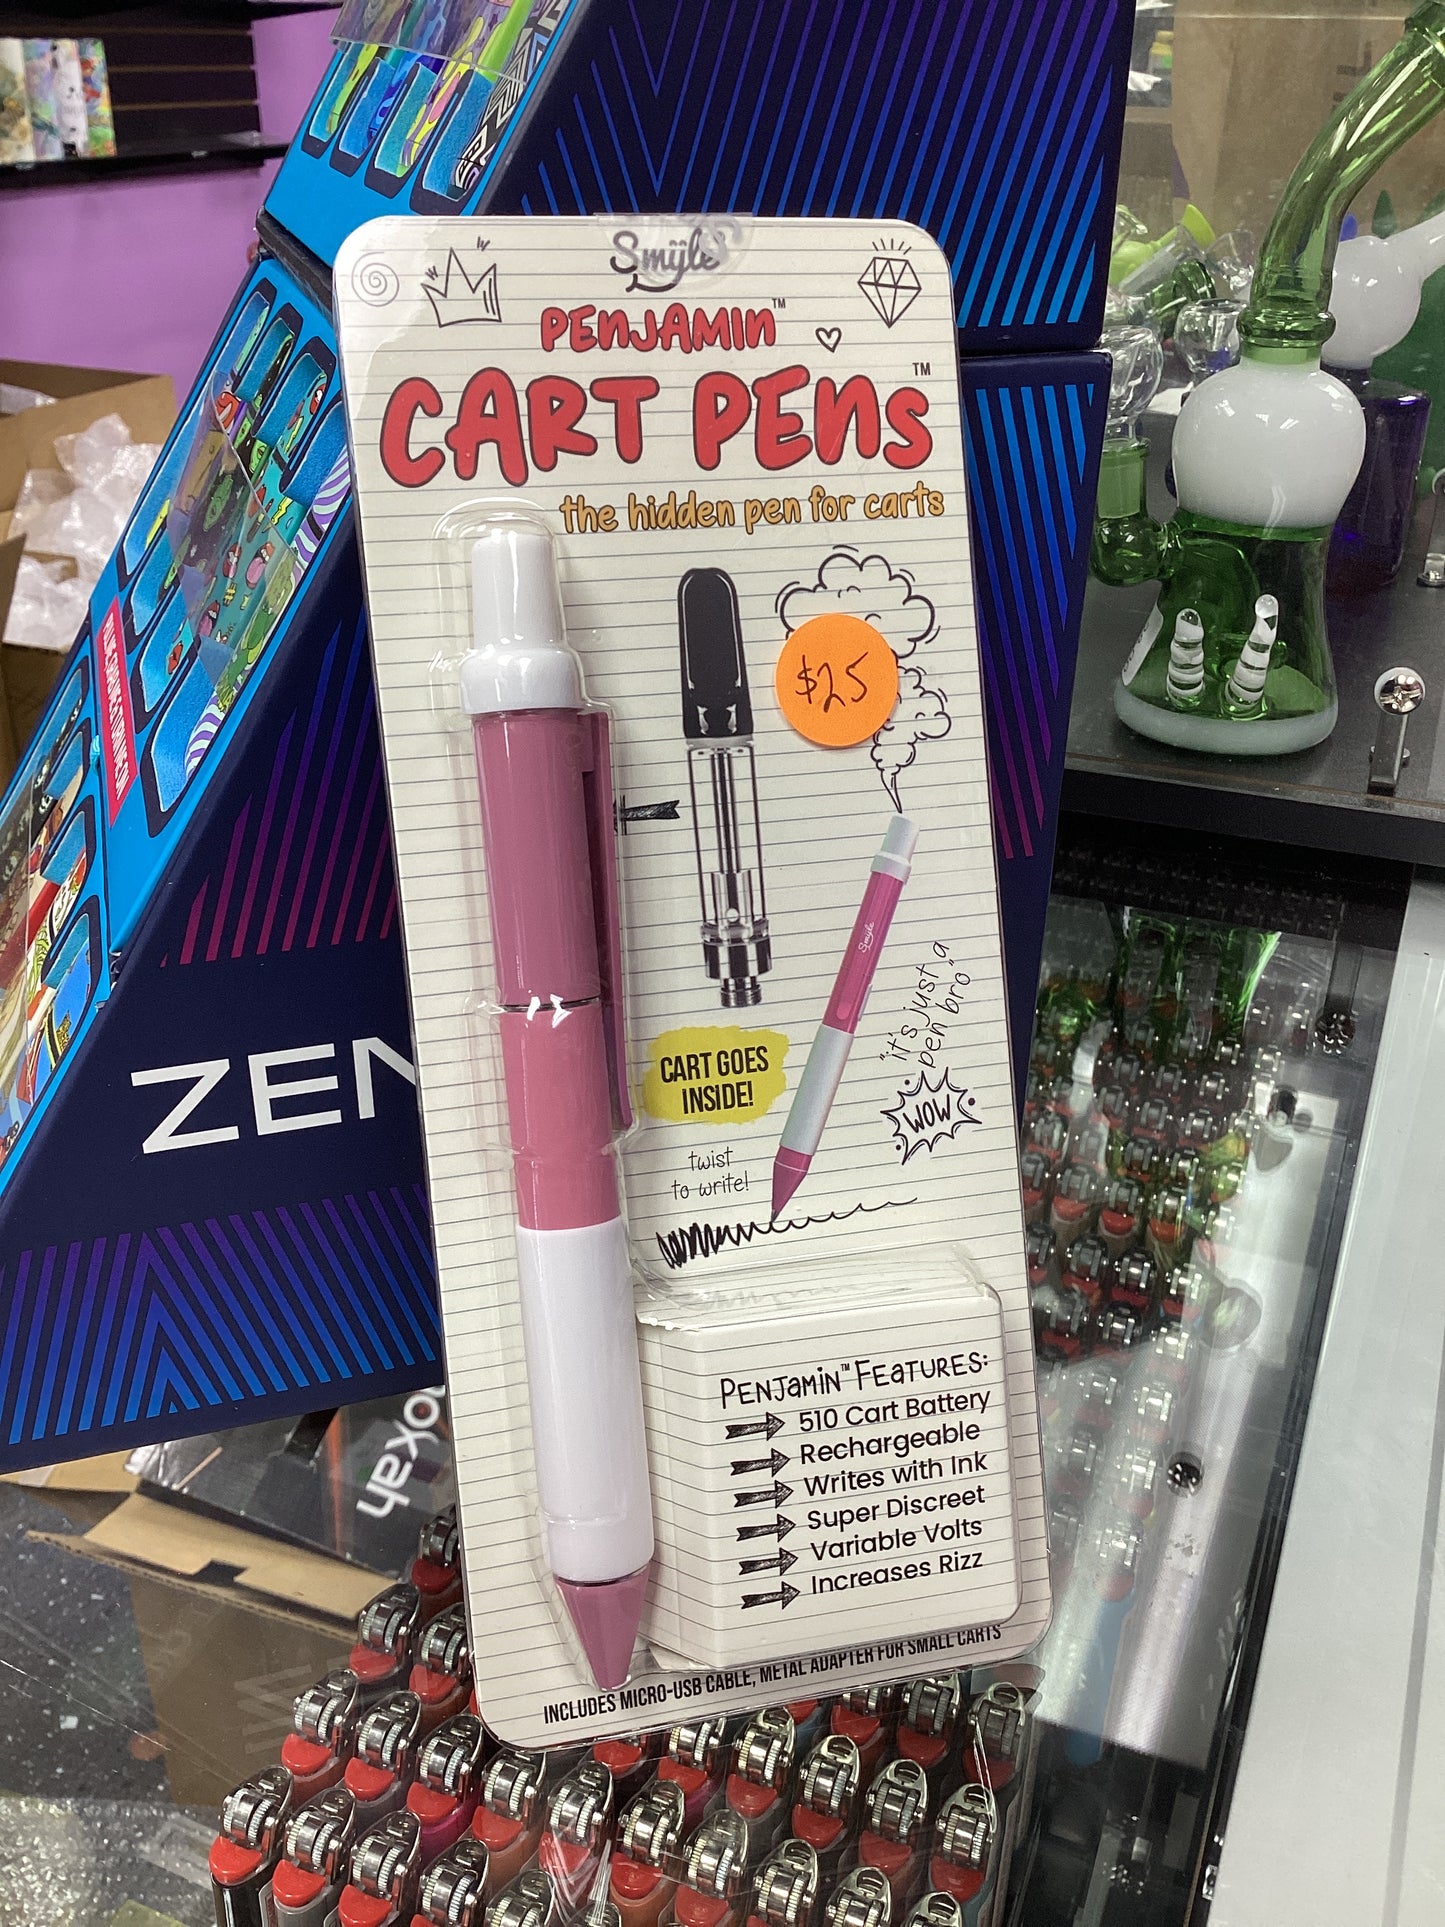 Smyle
PENJAMIN™
CART PENS™
the hidden pen for carts
$25
Smyle
"it's just a
pen bro"
WOW
CART GOES
INSIDE!
twist
to write!
PENJAMIN™ FEATURES:
510 Cart Battery
Rechargeable
Writes with Ink
Super Discreet
Variable Volts
Increases Rizz
INCLUDES MICRO-USB CABLE, METAL ADAPTER FOR SMALL CARTS
ZEN
ookah